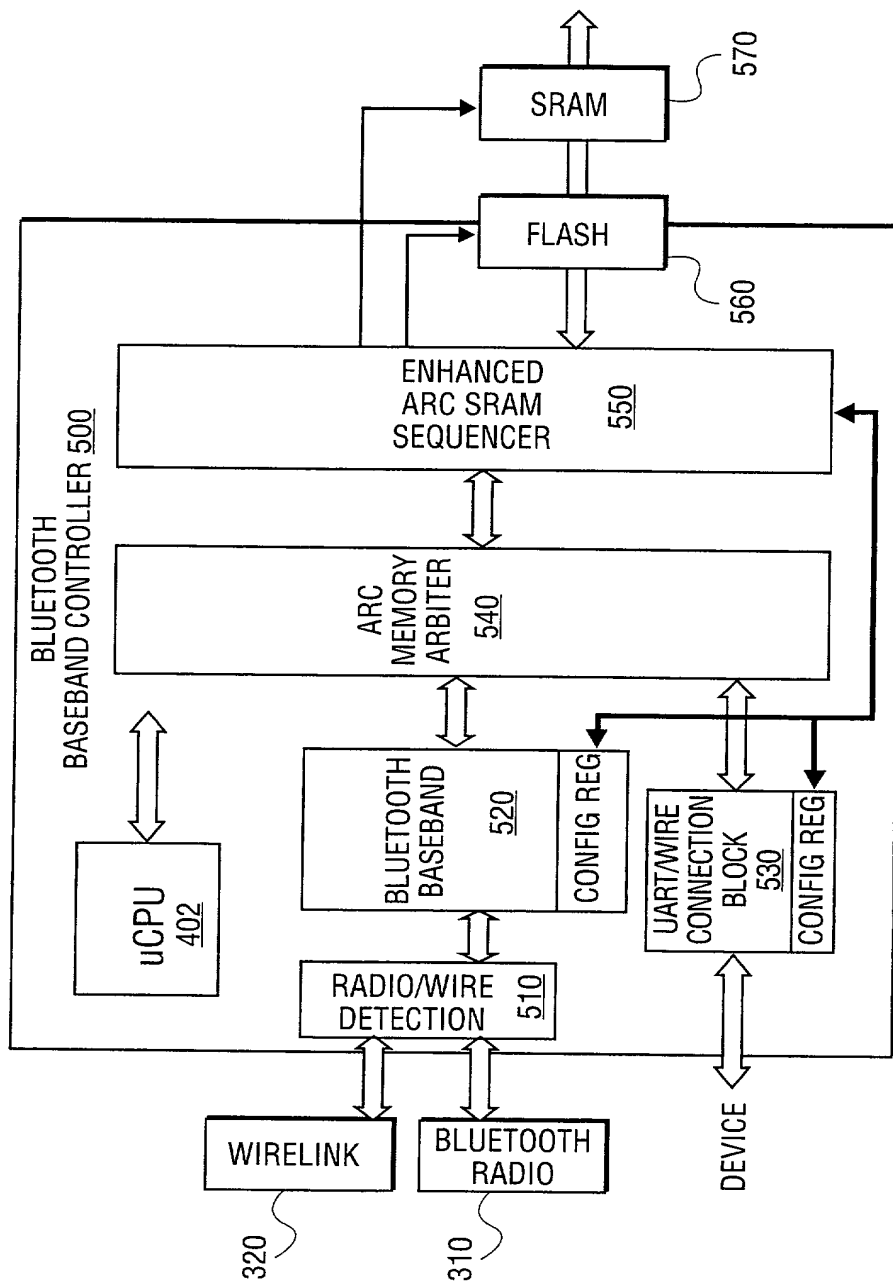 BLUETOOTH
BASEBAND CONTROLLER 500
uCPU
402
WIRELINK
320
BLUETOOTH
RADIO
310
RADIO/WIRE
DETECTION
510
BLUETOOTH
BASEBAND
520
CONFIG REG
UART/WIRE
CONNECTION
BLOCK 530
CONFIG REG
DEVICE
ARC
MEMORY
ARBITER
540
ENHANCED
ARC SRAM
SEQUENCER
550
FLASH
560
SRAM
570